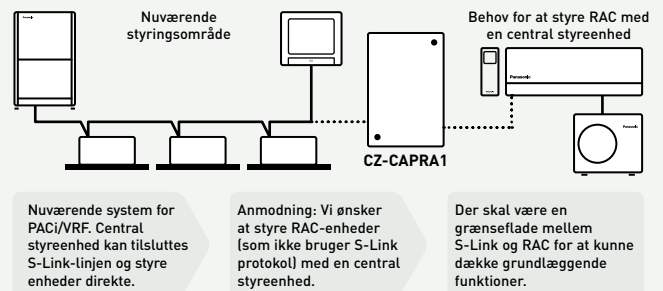 Nuværende
styringsområde
Behov for at styre RAC med
en central styreenhed
Panasonic
Panasonic
CZ-CAPRA1
Nuværende system for
PACi/VRF. Central
styreenhed kan tilsluttes
S-Link-linjen og styre
enheder direkte.
Anmodning: Vi ønsker
at styre RAC-enheder
(som ikke bruger S-Link
protokol) med en central
styreenhed.
Der skal være en
grænseflade mellem
S-Link og RAC for at kunne
dække grundlæggende
funktioner.